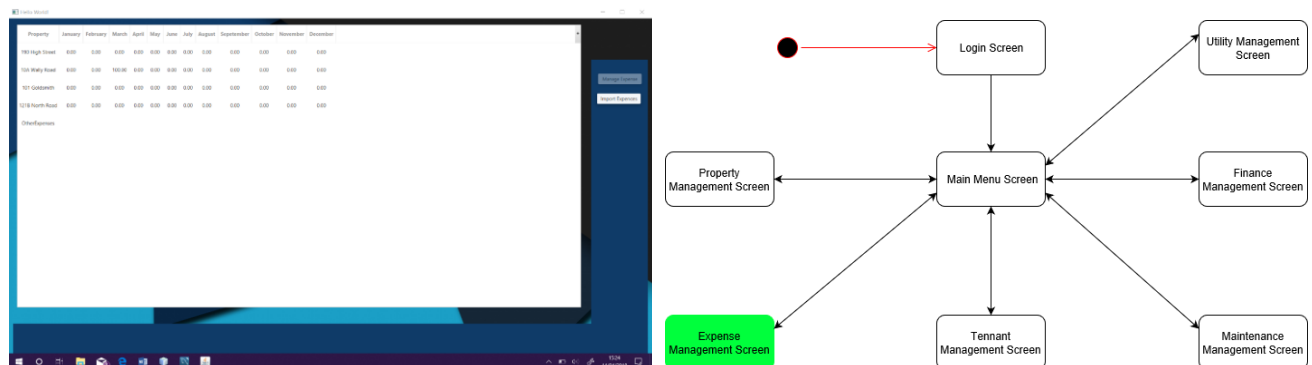 Hello World!
Property January February March April May June July August Sepetember October November December
0.00 0.00 0.00 0.00 0.00 0.00 0.00 0.00 0.00 0.00 0.00 0.00
0.00 0.00 100.00 0.00 0.00 0.00 0.00 0.00 0.00 0.00 0.00 0.00
101 Goldsmith 0.00 0.00 0.00 0.00 0.00 0.00 0.00 0.00 0.00 0.00 0.00 0.00
121B North Road 0.00 0.00 0.00 0.00 0.00 0.00 0.00 0.00 0.00 0.00 0.00 0.00
OtherExpenses
Import Expenses
15:24
Login Screen
Utility Management
Screen
Property
Management Screen
Main Menu Screen
Finance
Management Screen
Expense
Management Screen
Tennant
Management Screen
Maintenance
Management Screen